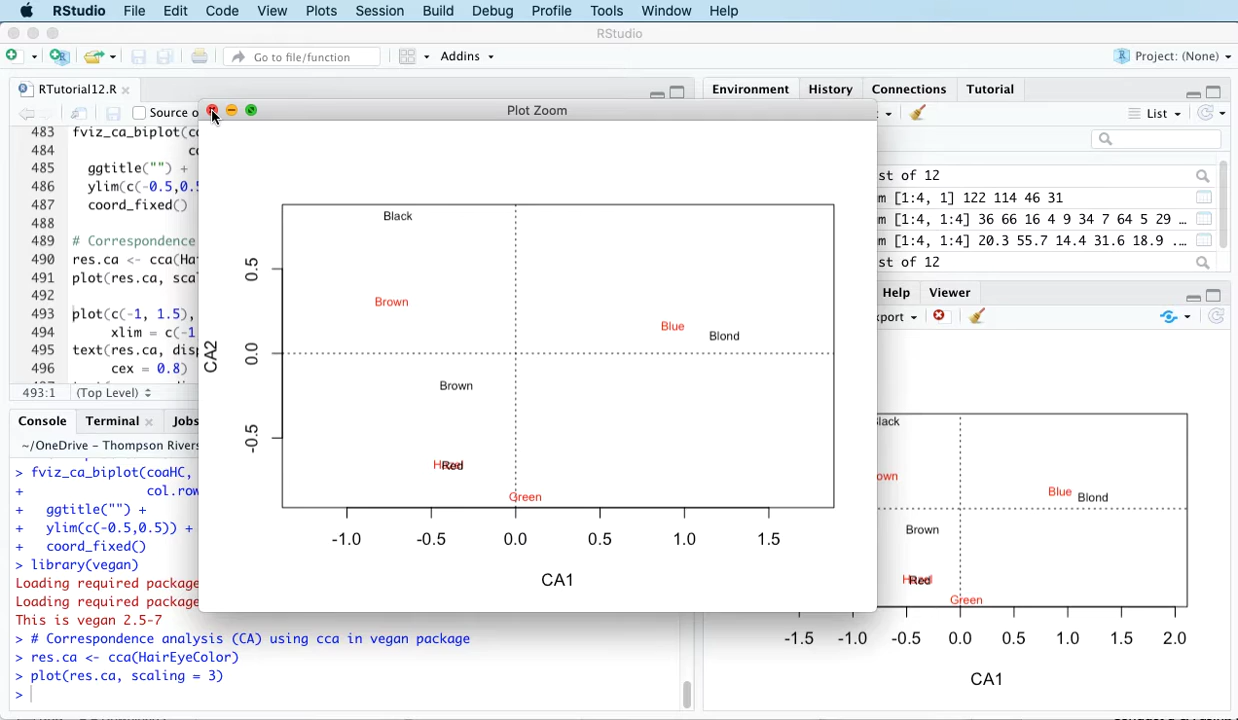 RStudio File Edit Code View Plots Session Build Debug Profile Tools Window Help
RStudio
Go to file/function
Addins
Project: (None)
RTutorial12.R
Source o
483 fviz_ca_biplot(co
484
485 ggtitle("") +
486 ylim(c(-0.5,0.5
487 coord_fixed()
488
489 # Correspondence
490 res.ca <- cca(Ha
491 plot(res.ca, sca
492
493 plot(c(-1, 1.5),
494 xlim = c(-1
495 text(res.ca, disp
496 cex = 0.8)
493:1 (Top Level)
Console Terminal Jobs
~/OneDrive – Thompson Rivers
> fviz_ca_biplot(coaHC,
+ col.row
+ ggtitle("") +
+ ylim(c(-0.5,0.5)) +
+ coord_fixed()
> library(vegan)
Loading required package
Loading required package
This is vegan 2.5-7
> # Correspondence analysis (CA) using cca in vegan package
> res.ca <- cca(HairEyeColor)
> plot(res.ca, scaling = 3)
>
Plot Zoom
Black
Brown
Blue
Blond
Brown
Hazel
Red
Green
CA2
0.5
0.0
-0.5
-1.0 -0.5 0.0 0.5 1.0 1.5
CA1
Environment History Connections Tutorial
List
st of 12
m [1:4, 1] 122 114 46 31
m [1:4, 1:4] 36 66 16 4 9 34 7 64 5 29 …
m [1:4, 1:4] 20.3 55.7 14.4 31.6 18.9 ...
st of 12
Help Viewer
xport
lack
own
Blue
Blond
Brown
Hazel
Red
Green
-1.5 -1.0 -0.5 0.0 0.5 1.0 1.5 2.0
CA1